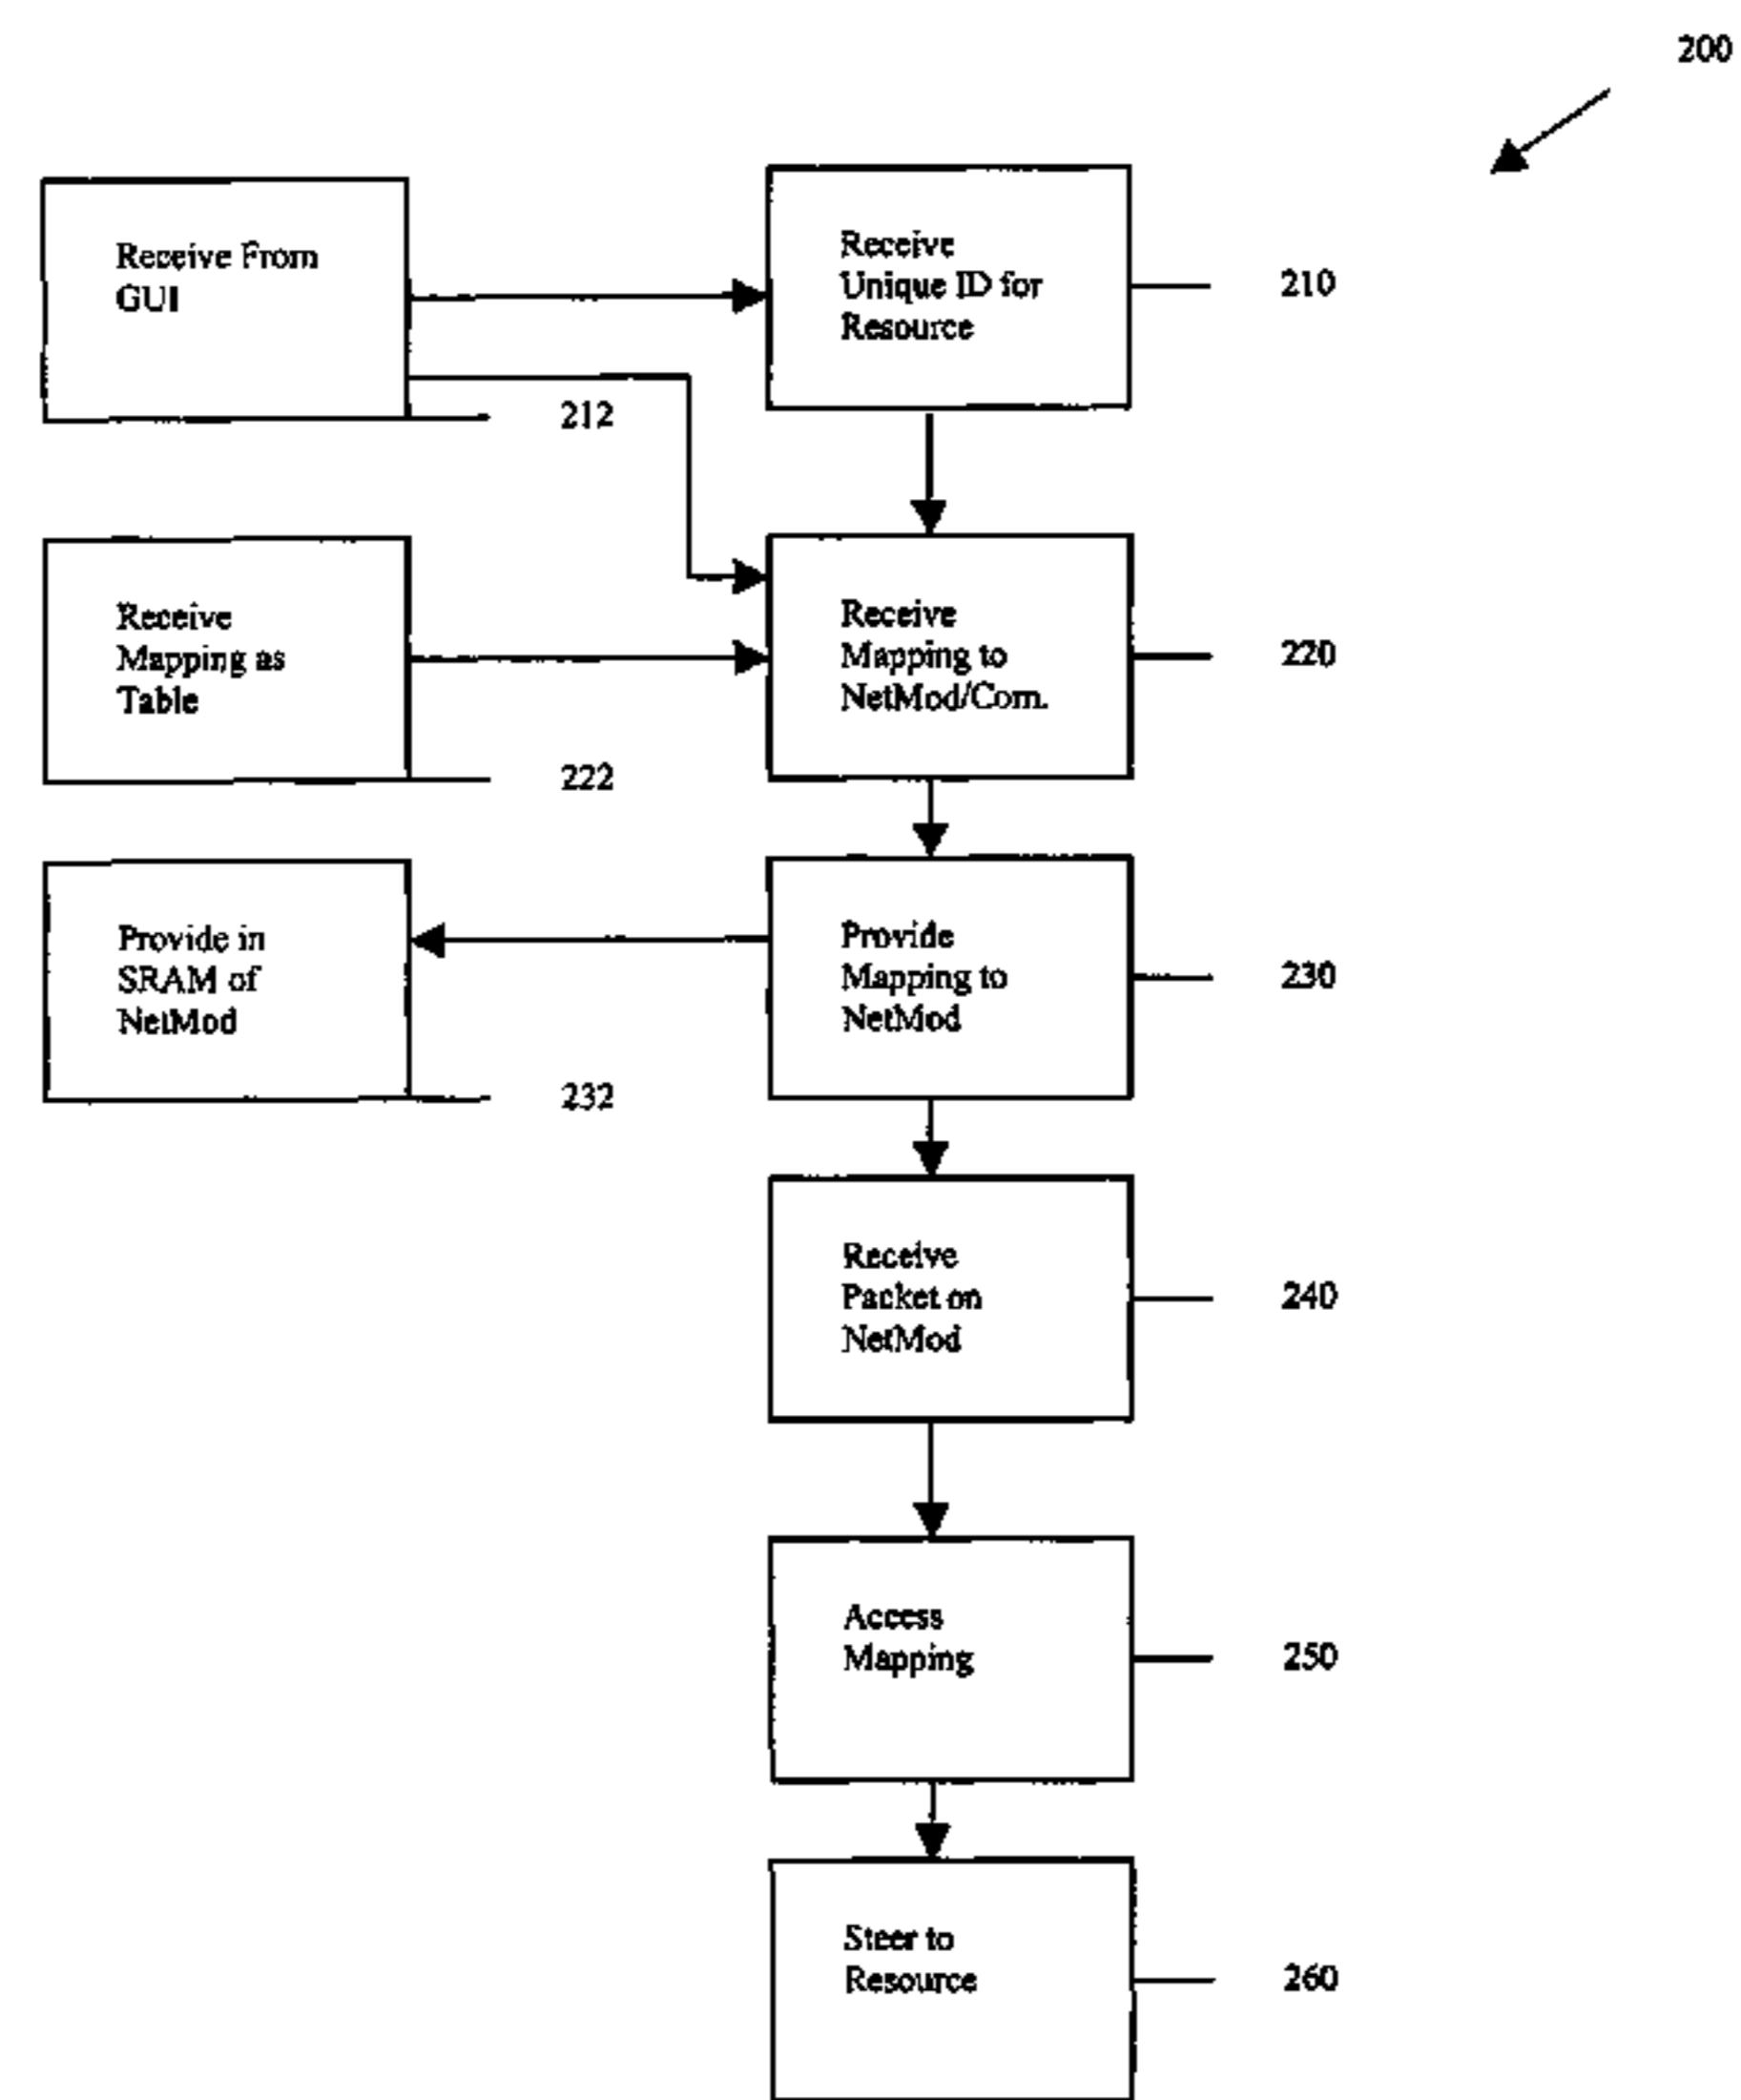 200
Receive From
GUI
212
Receive
Unique ID for
Resource
210
Receive
Mapping as
Table
222
Receive
Mapping to
NetMod/Com.
220
Provide in
SRAM of
NetMod
232
Provide
Mapping to
NetMod
230
Receive
Packet on
NetMod
240
Access
Mapping
250
Steer to
Resource
260